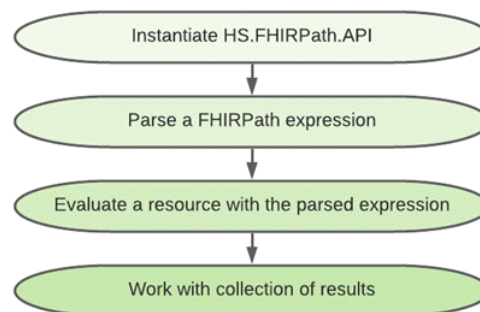 Instantiate HS.FHIRPath.API
Parse a FHIRPath expression
Evaluate a resource with the parsed expression
Work with collection of results